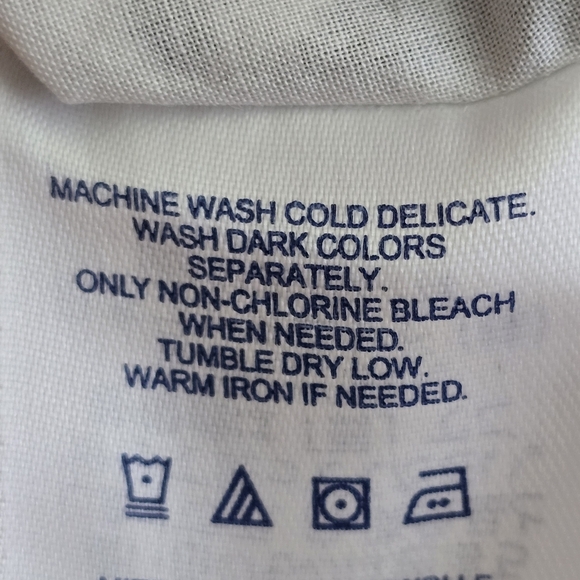 MACHINE WASH COLD DELICATE.
WASH DARK COLORS
SEPARATELY.
ONLY NON-CHLORINE BLEACH
WHEN NEEDED.
TUMBLE DRY LOW.
WARM IRON IF NEEDED.